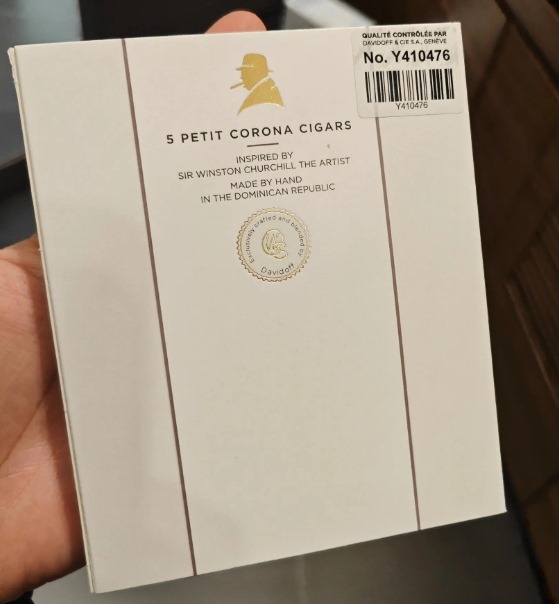 QUALITÉ CONTRÔLÉE PAR
DAVIDOFF & CIE S.A., GENÈVE
No. Y410476
Y410476
5 PETIT CORONA CIGARS
INSPIRED BY
SIR WINSTON CHURCHILL THE ARTIST
MADE BY HAND
IN THE DOMINICAN REPUBLIC
Exclusively crafted and blended by
Davidoff